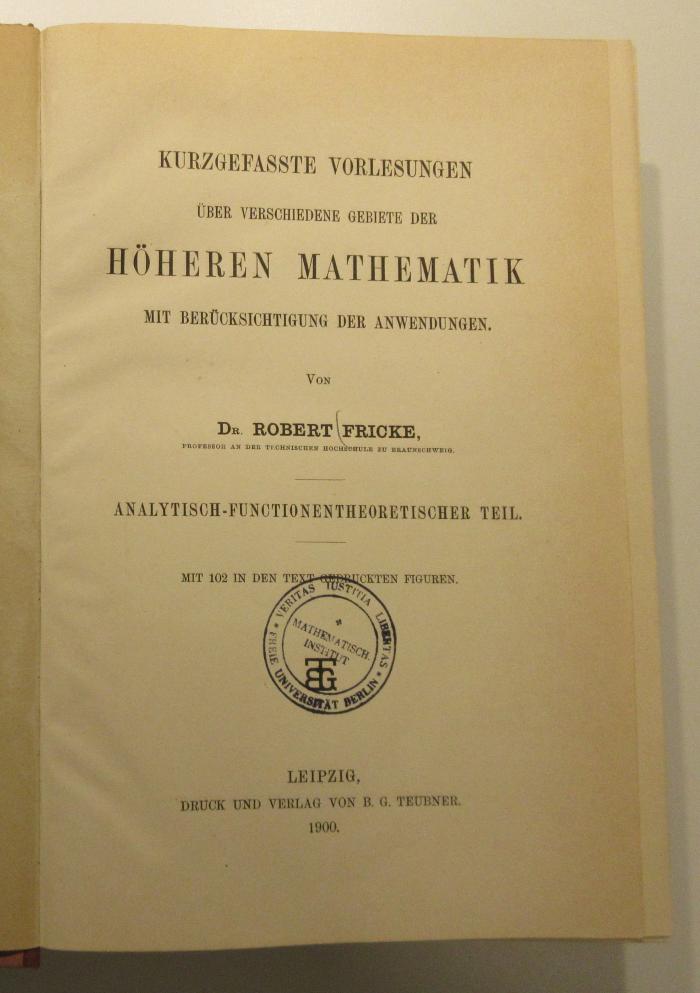 KURZGEFASSTE VORLESUNGEN
ÜBER VERSCHIEDENE GEBIETE DER
HÖHEREN MATHEMATIK
MIT BERÜCKSICHTIGUNG DER ANWENDUNGEN.
VON
DR. ROBERT FRICKE,
PROFESSOR AN DER TECHNISCHEN HOCHSCHULE ZU BRAUNSCHWEIG.
ANALYTISCH-FUNCTIONENTHEORETISCHER TEIL.
MIT 102 IN DEN TEXT GEDRUCKTEN FIGUREN.
VERITAS IUSTITIA LIBERTAS
FREIE UNIVERSITÄT BERLIN
MATHEMATISCH.
INSTITUT
BTG
LEIPZIG,
DRUCK UND VERLAG VON B. G. TEUBNER.
1900.